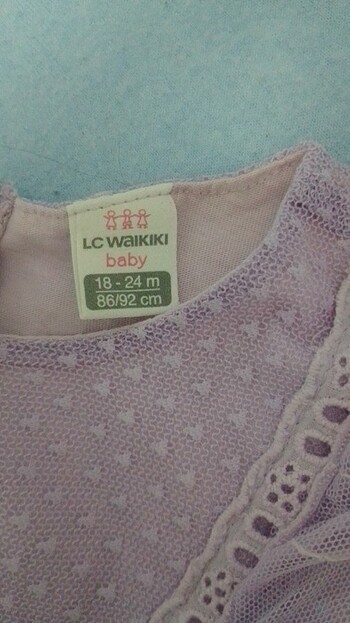 LC WAIKIKI
baby
18 - 24 m
86/92 cm